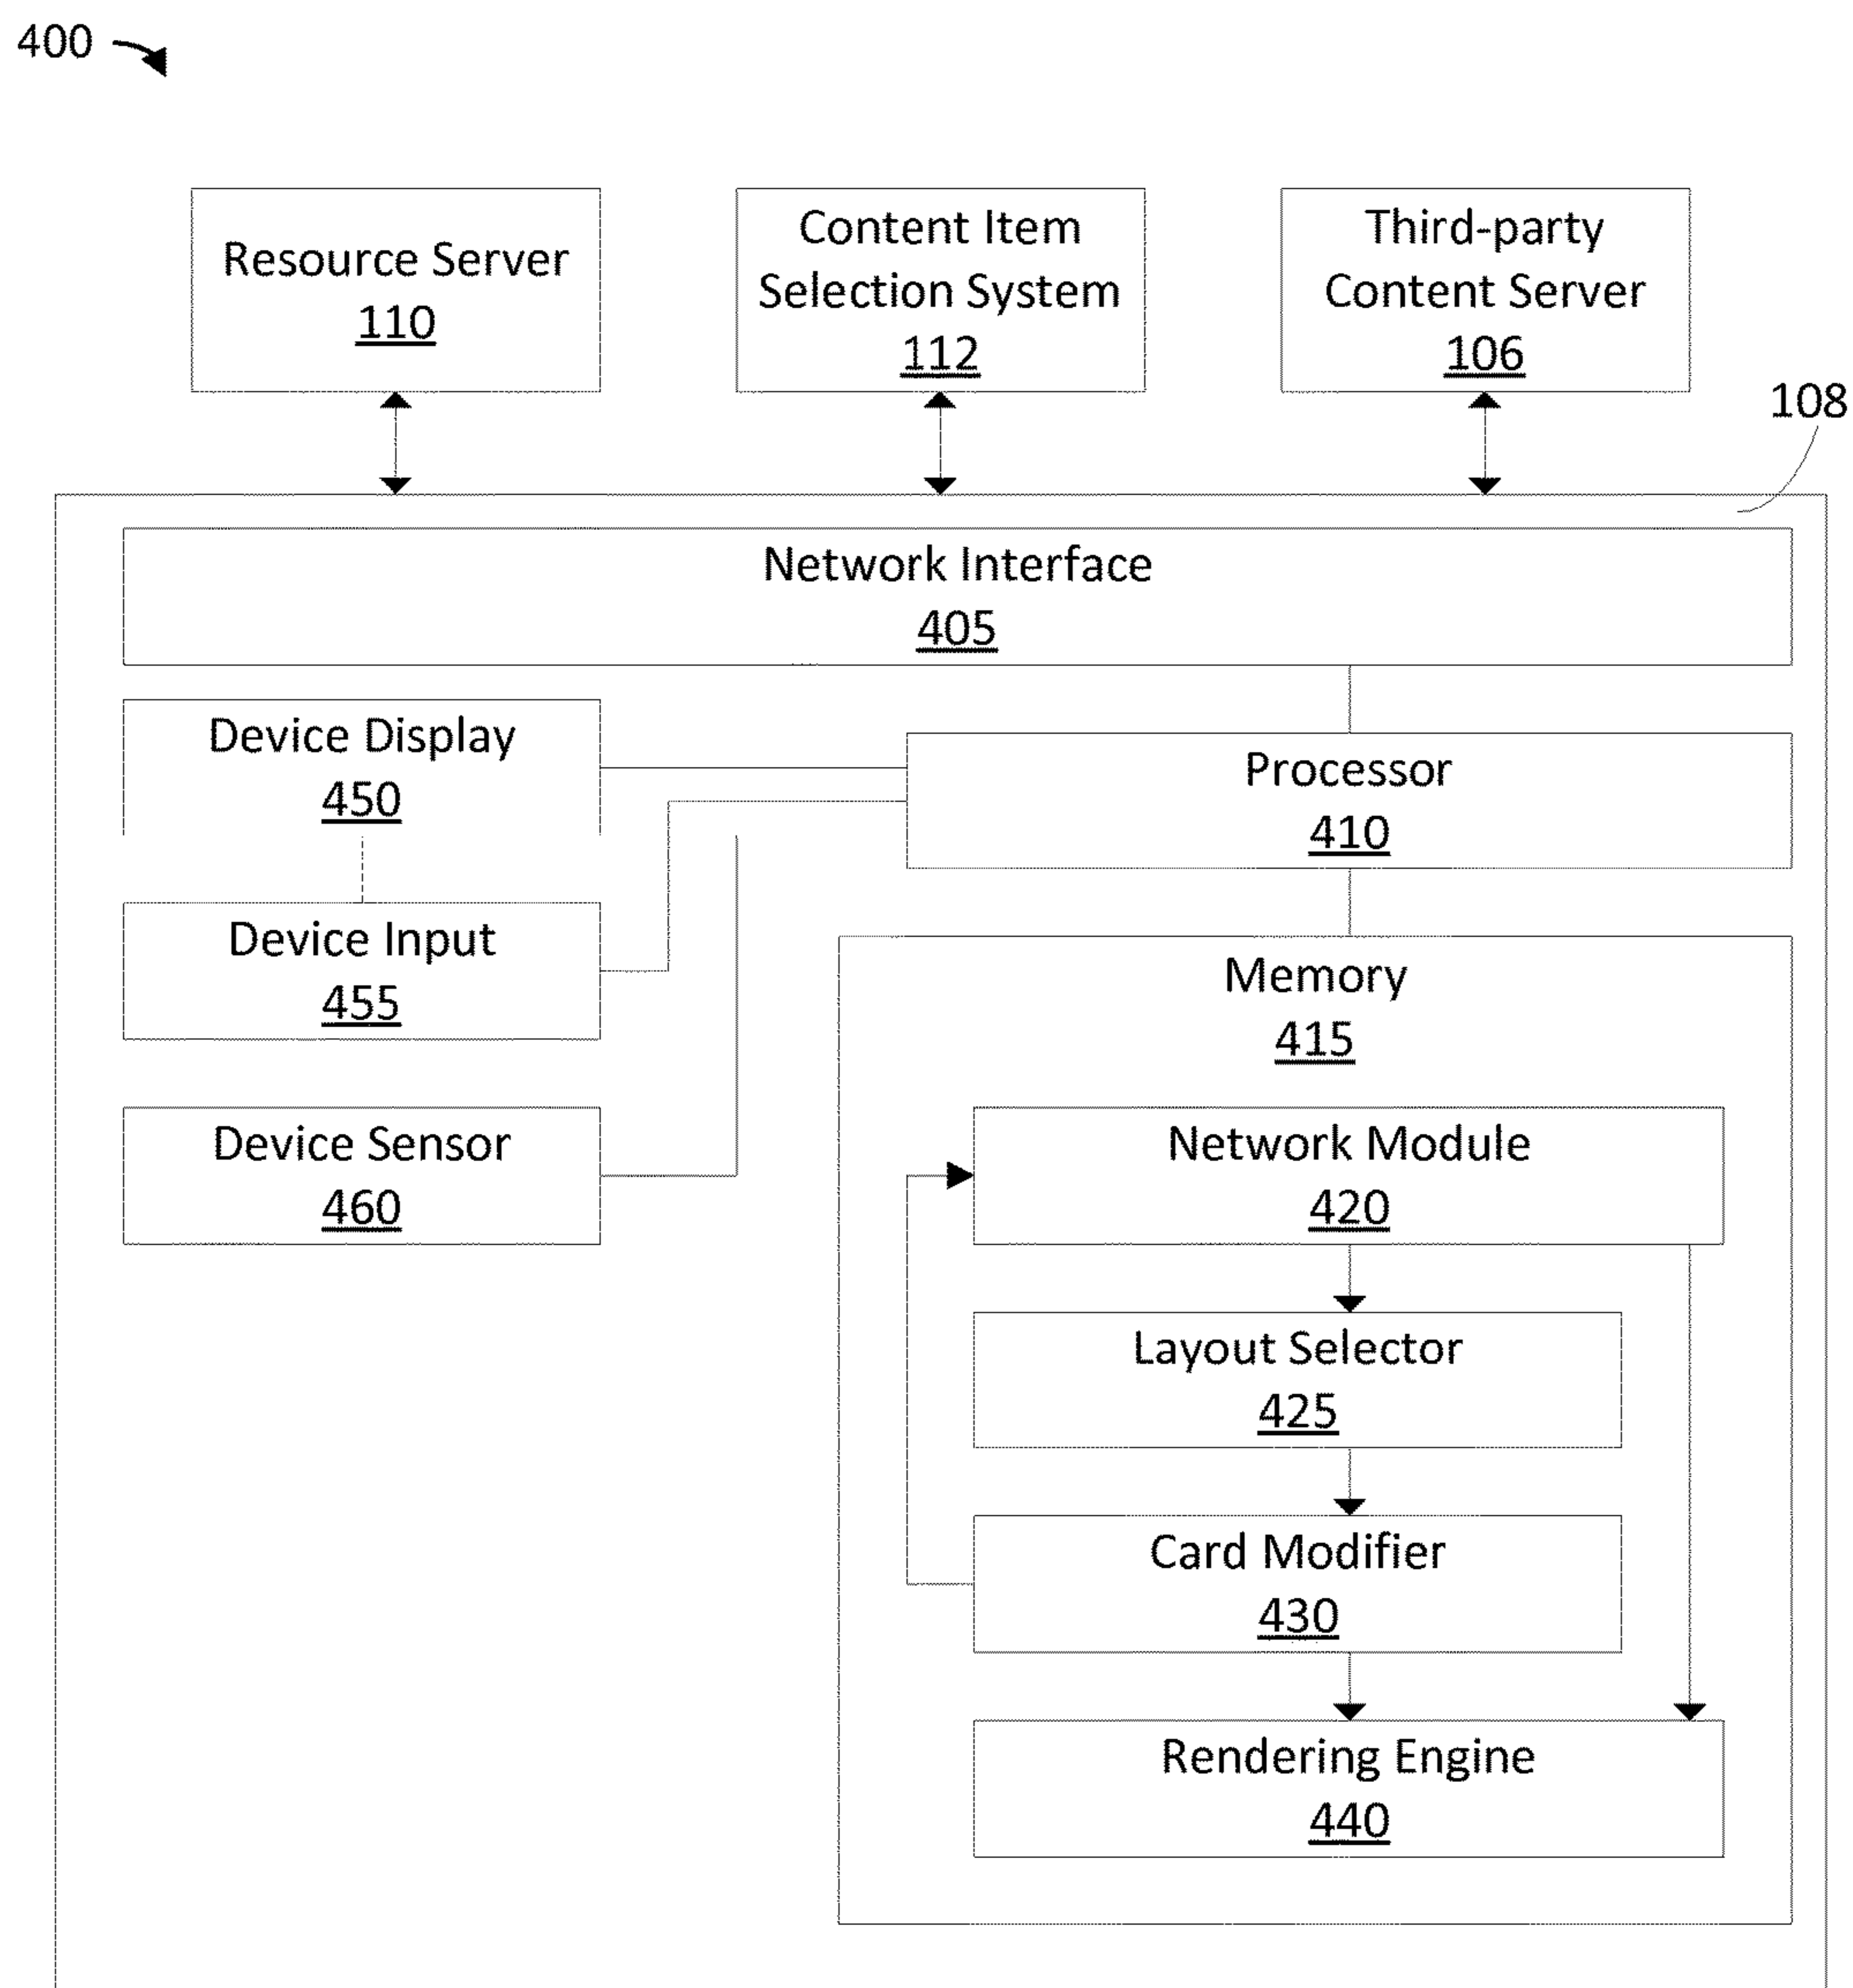 400
Resource Server
110
Content Item
Selection System
112
Third-party
Content Server
106
108
Network Interface
405
Device Display
450
Processor
410
Device Input
455
Memory
415
Device Sensor
460
Network Module
420
Layout Selector
425
Card Modifier
430
Rendering Engine
440